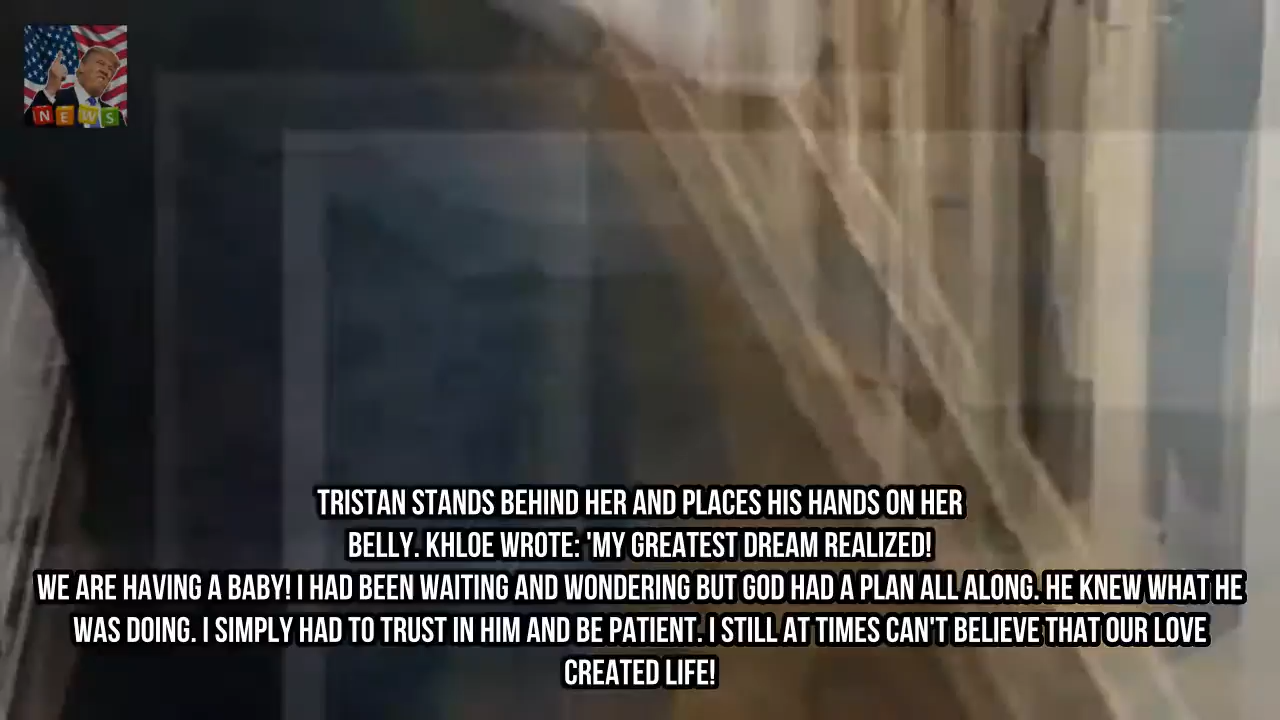 NEWS
TRISTAN STANDS BEHIND HER AND PLACES HIS HANDS ON HER
BELLY. KHLOE WROTE: 'MY GREATEST DREAM REALIZED!
WE ARE HAVING A BABY! I HAD BEEN WAITING AND WONDERING BUT GOD HAD A PLAN ALL ALONG. HE KNEW WHAT HE
WAS DOING. I SIMPLY HAD TO TRUST IN HIM AND BE PATIENT. I STILL AT TIMES CAN'T BELIEVE THAT OUR LOVE
CREATED LIFE!